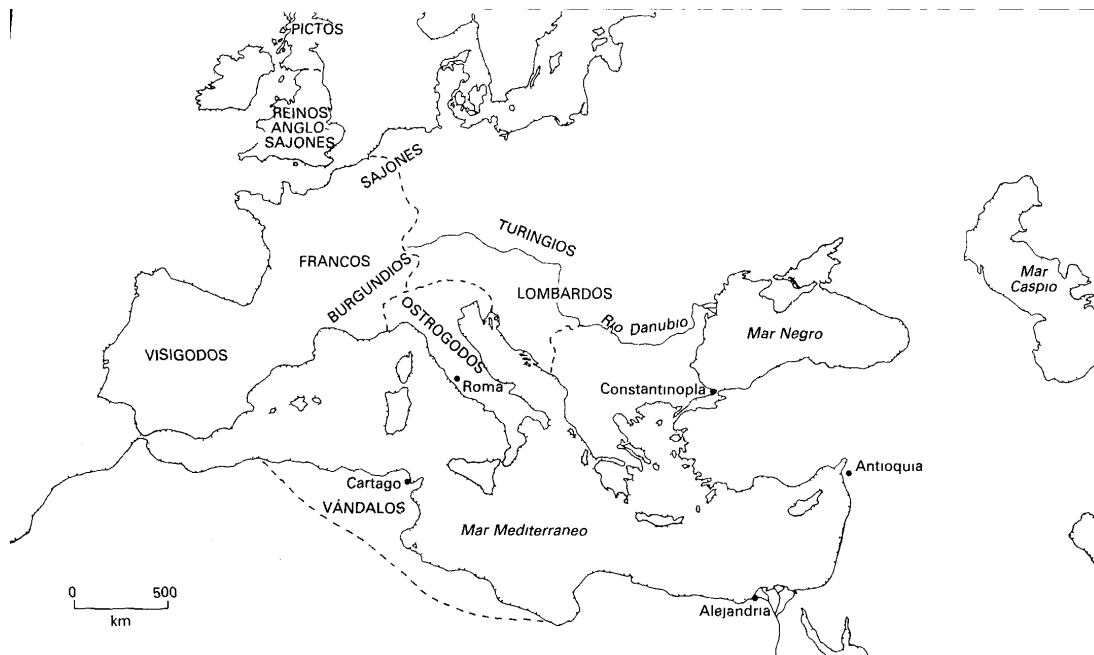 PICTOS
REINOS
ANGLO-
SAJONES
SAJONES
TURINGIOS
FRANCOS
BURGUNDIOS
LOMBARDOS
OSTROGODOS
Río Danubio
Mar Negro
Mar
Caspio
VISIGODOS
Roma
Constantinopla
Antioquia
Cartago
VÁNDALOS
Mar Mediterraneo
Alejandria
0 500
km